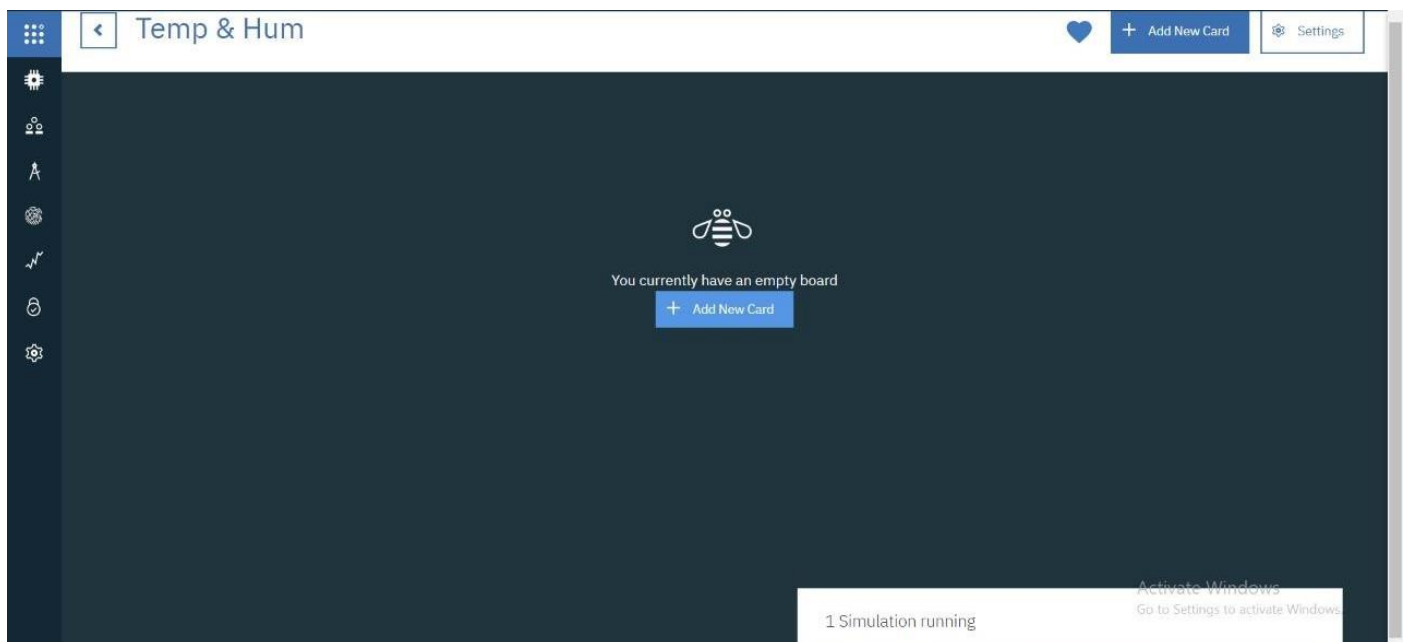 Temp & Hum
+ Add New Card
Settings
You currently have an empty board
+ Add New Card
Activate Windows
Go to Settings to activate Windows.
1 Simulation running